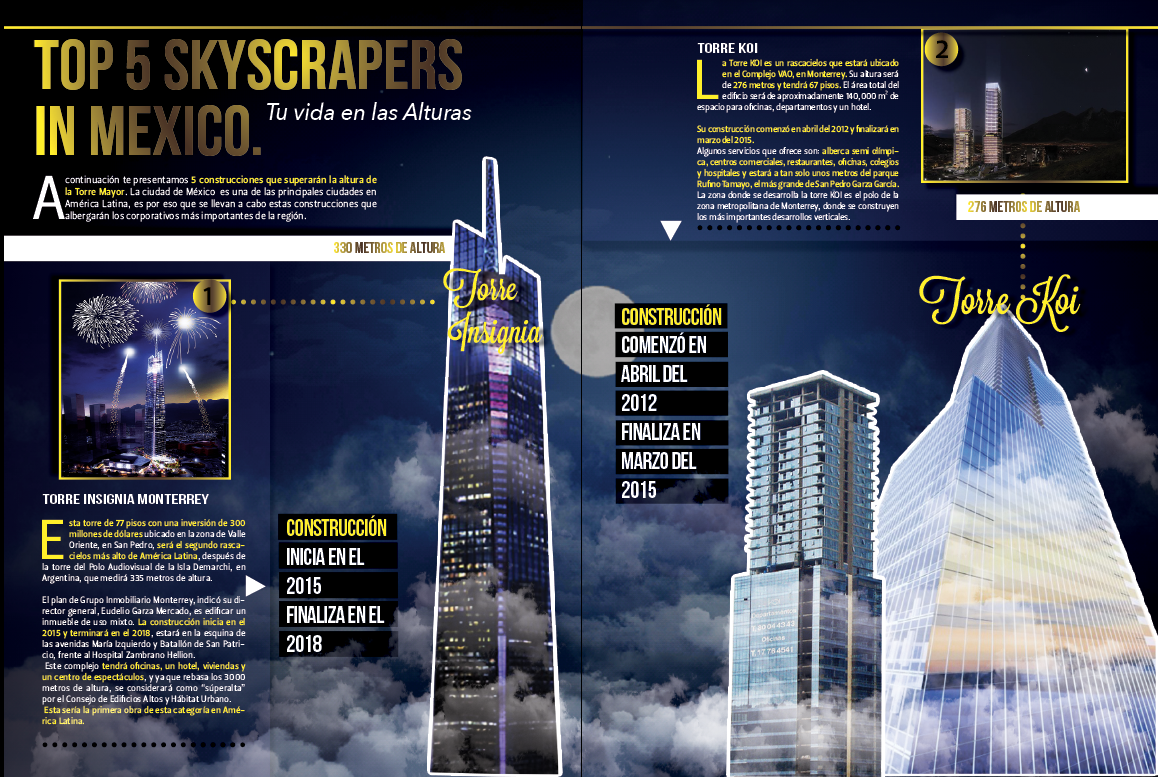 TOP 5 SKYSCRAPERS
IN MEXICO.
Tu vida en las Alturas
A continuación te presentamos 5 construcciones que superarán la altura de
la Torre Mayor. La ciudad de México es una de las principales ciudades en
América Latina, es por eso que se llevan a cabo estas construcciones que
albergarán los corporativos más importantes de la región.
330 METROS DE ALTURA
1
Torre
Insignia
TORRE INSIGNIA MONTERREY
Esta torre de 77 pisos con una inversión de 300
millones de dólares ubicado en la zona de Valle
Oriente, en San Pedro, será el segundo rasca-
cielos más alto de América Latina, después de
la torre del Polo Audiovisual de la Isla Demarchi, en
Argentina, que medirá 335 metros de altura.
El plan de Grupo Inmobiliario Monterrey, indicó su di-
rector general, Eudelio Garza Mercado, es edificar un
inmueble de uso mixto. La construcción inicia en el
2015 y terminará en el 2018, estará en la esquina de
las avenidas María Izquierdo y Batallón de San Patri-
cio, frente al Hospital Zambrano Hellion.
Este complejo tendrá oficinas, un hotel, viviendas y
un centro de espectáculos, y ya que rebasa los 3000
metros de altura, se considerará como "súperalta"
por el Consejo de Edificios Altos y Hábitat Urbano.
Esta sería la primera obra de esta categoría en Amé-
rica Latina.
CONSTRUCCIÓN
INICIA EN EL
2015
FINALIZA EN EL
2018
TORRE KOI
La Torre KOI es un rascacielos que estará ubicado
en el Complejo VAO, en Monterrey. Su altura será
de 276 metros y tendrá 67 pisos. El área total del
edificio será de aproximadamente 140,000 m² de
espacio para oficinas, departamentos y un hotel.
Su construcción comenzó en abril del 2012 y finalizará en
marzo del 2015.
Algunos servicios que ofrece son: alberca semi olímpi-
ca, centros comerciales, restaurantes, oficinas, colegios
y hospitales y estará a tan solo unos metros del parque
Rufino Tamayo, el más grande de San Pedro Garza García.
La zona donde se desarrolla la torre KOI es el polo de la
zona metropolitana de Monterrey, donde se construyen
los más importantes desarrollos verticales.
2
276 METROS DE ALTURA
Torre Koi
CONSTRUCCIÓN
COMENZÓ EN
ABRIL DEL
2012
FINALIZA EN
MARZO DEL
2015
Oficinas